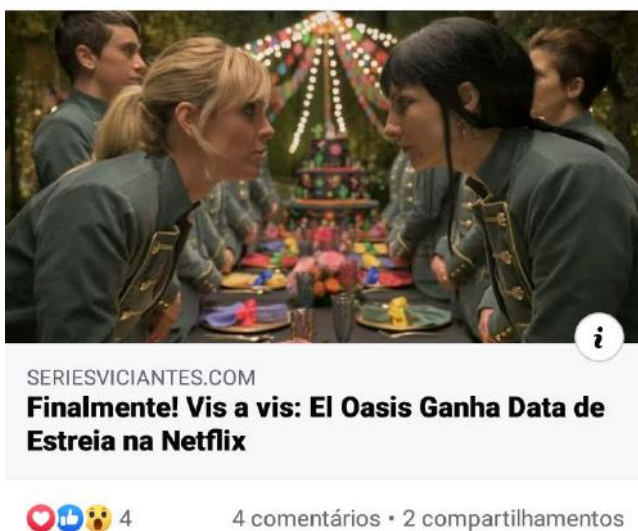 SERIESVICIANTES.COM
Finalmente! Vis a vis: El Oasis Ganha Data de
Estreia na Netflix
4
4 comentários • 2 compartilhamentos